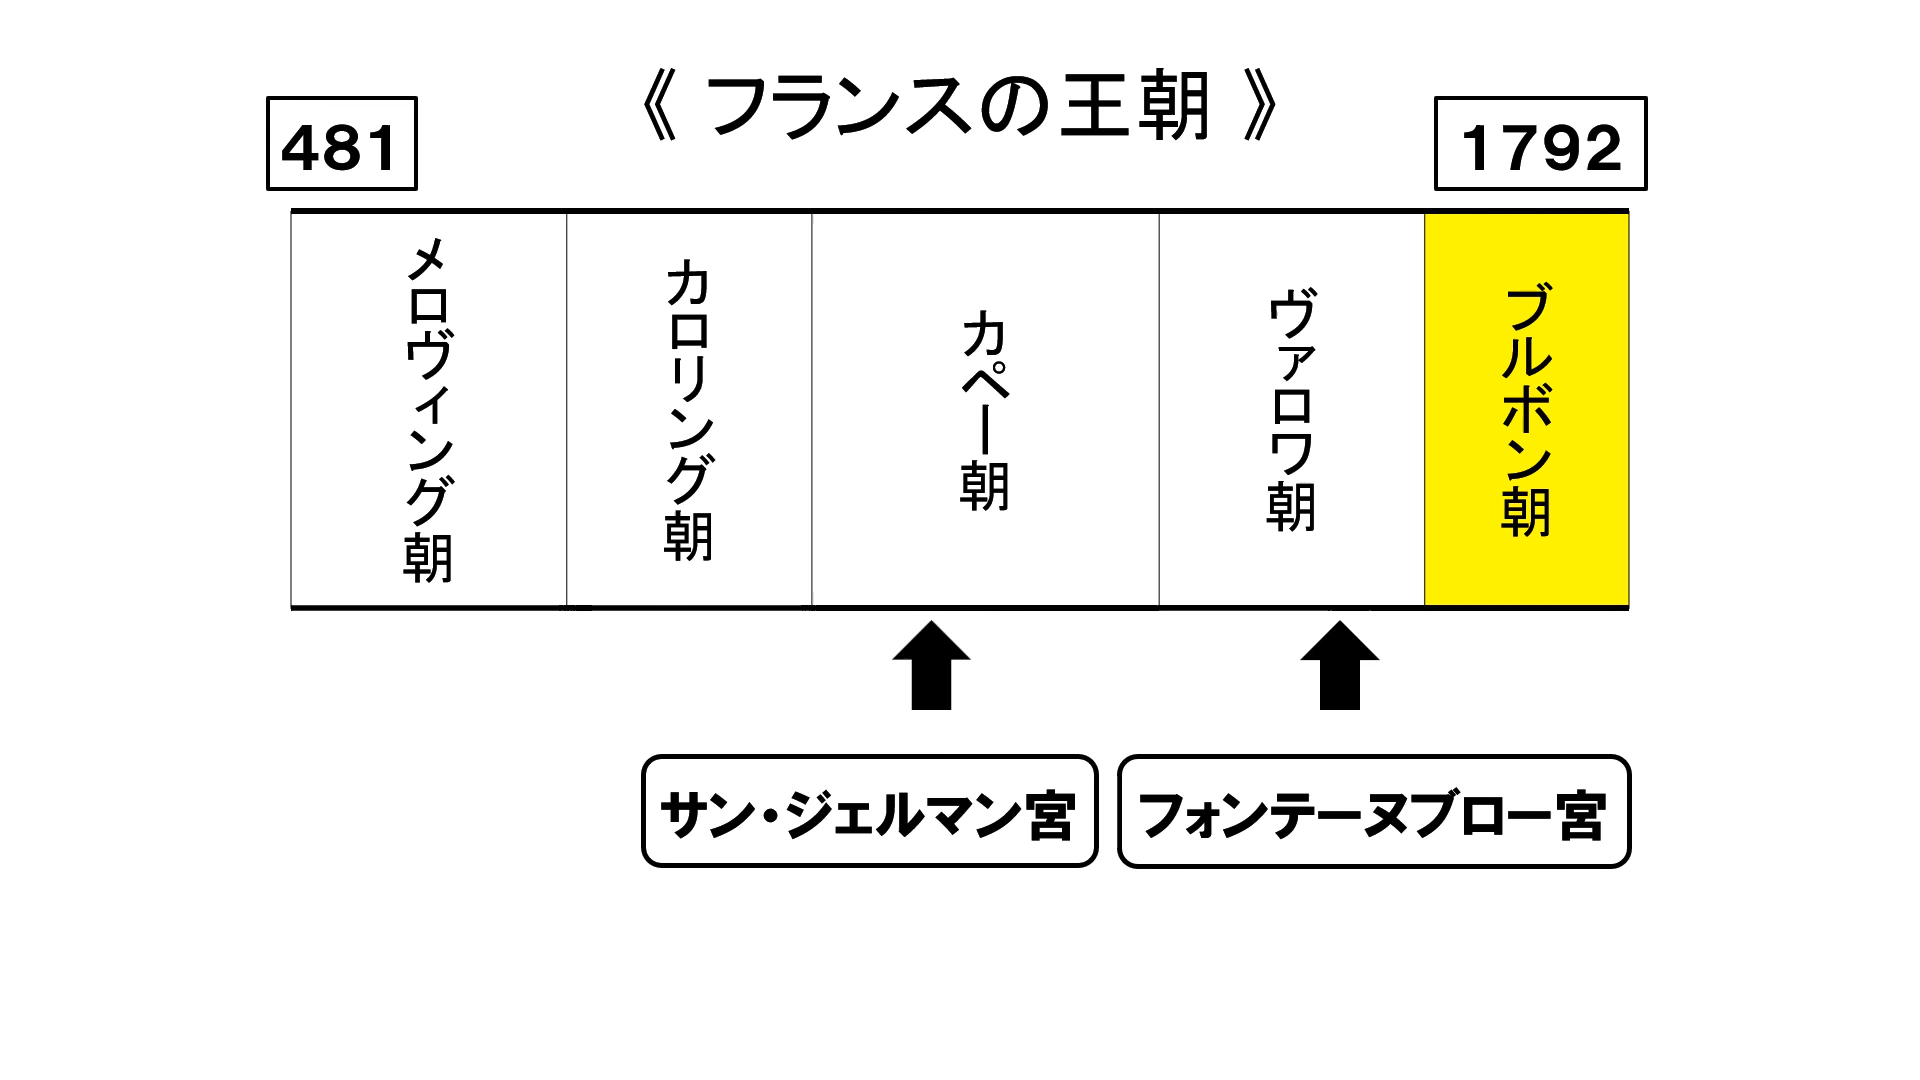 《 フランスの王朝 》
481
1792
メロヴィング朝
カロリング朝
カペー朝
ヴァロワ朝
ブルボン朝
サン・ジェルマン宮
フォンテーヌブロー宮